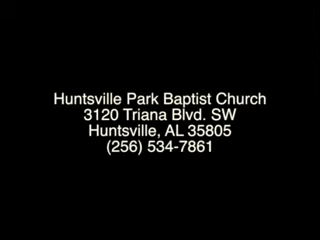 Huntsville Park Baptist Church
3120 Triana Blvd. SW
Huntsville, AL 35805
(256) 534-7861